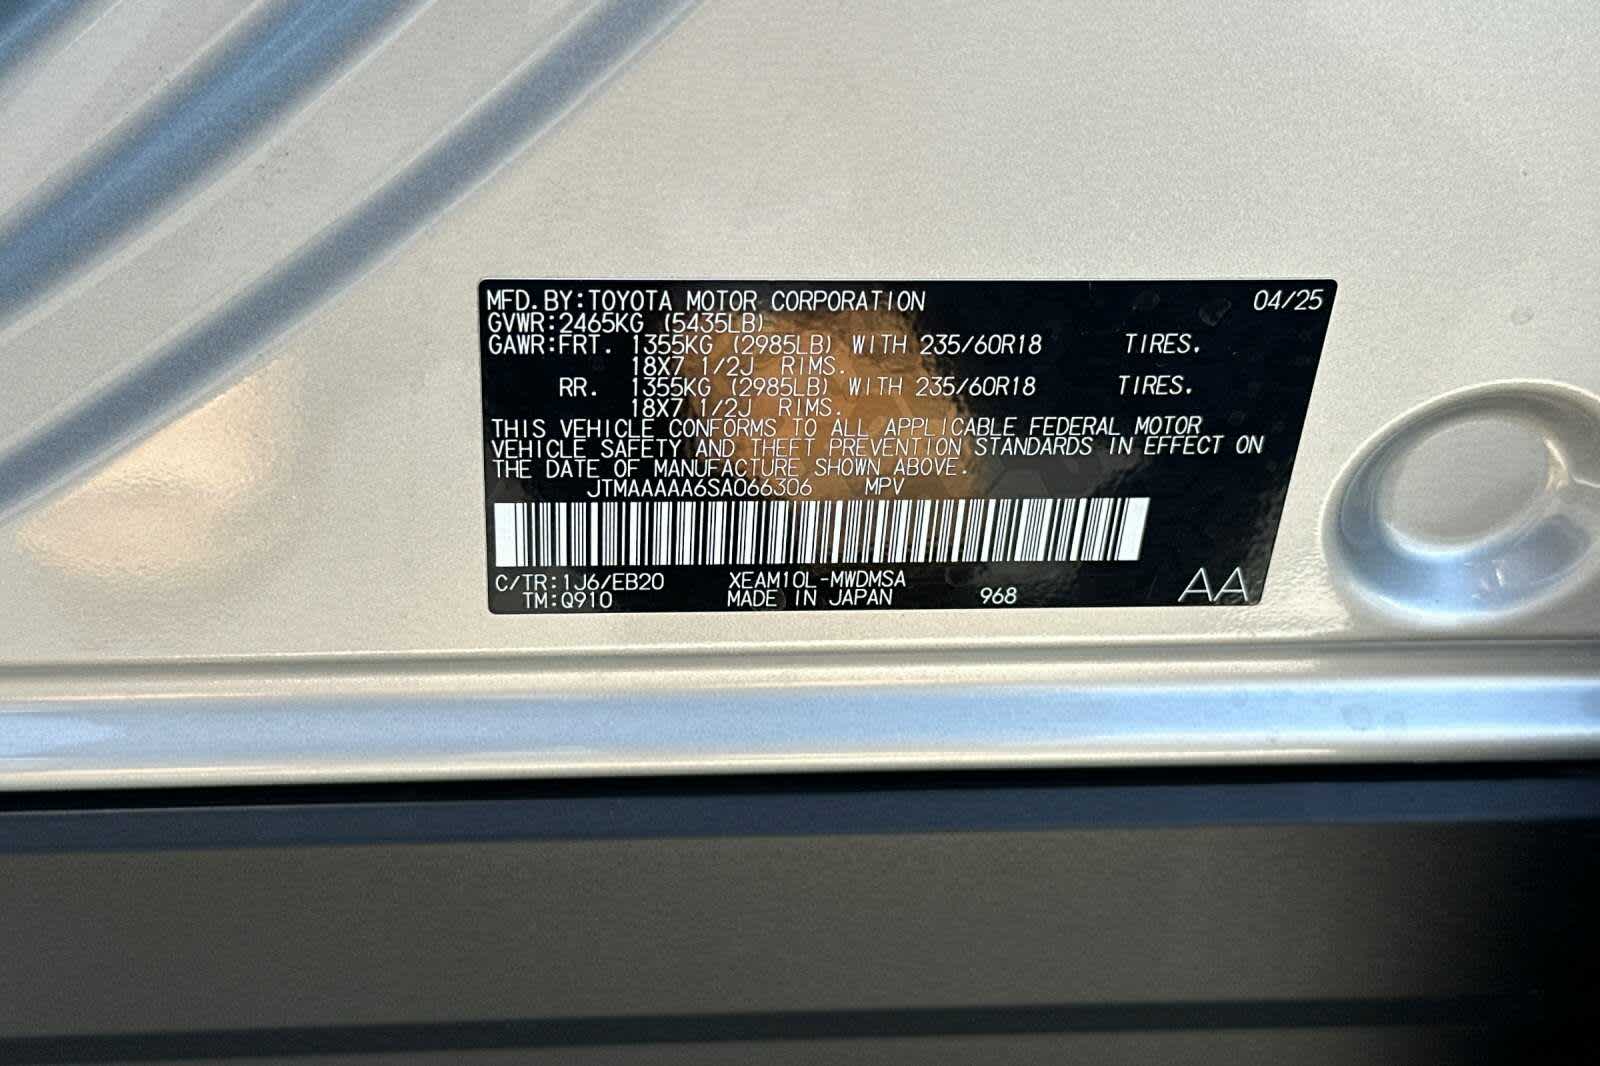 MFD.BY:TOYOTA MOTOR CORPORATION 04/25
GVWR:2465KG (5435LB)
GAWR:FRT. 1355KG (2985LB) WITH 235/60R18 TIRES.
18X7 1/2J RIMS.
RR. 1355KG (2985LB) WITH 235/60R18 TIRES.
18X7 1/2J RIMS.
THIS VEHICLE CONFORMS TO ALL APPLICABLE FEDERAL MOTOR
VEHICLE SAFETY AND THEFT PREVENTION STANDARDS IN EFFECT ON
THE DATE OF MANUFACTURE SHOWN ABOVE.
JTMAAAAA6SA066306 MPV
C/TR:1J6/EB20 XEAM10L-MWDMSA
TM:Q910 MADE IN JAPAN 968 AA